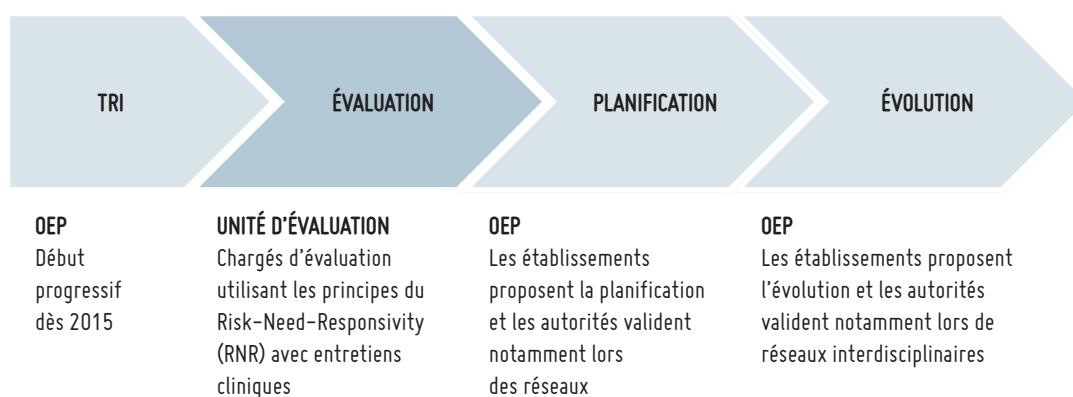 TRI
ÉVALUATION
PLANIFICATION
ÉVOLUTION
OEP
Début
progressif
dès 2015
UNITÉ D'ÉVALUATION
Chargés d'évaluation
utilisant les principes du
Risk-Need-Responsivity
(RNR) avec entretiens
cliniques
OEP
Les établissements
proposent la planification
et les autorités valident
notamment lors
des réseaux
OEP
Les établissements proposent
l'évolution et les autorités
valident notamment lors de
réseaux interdisciplinaires